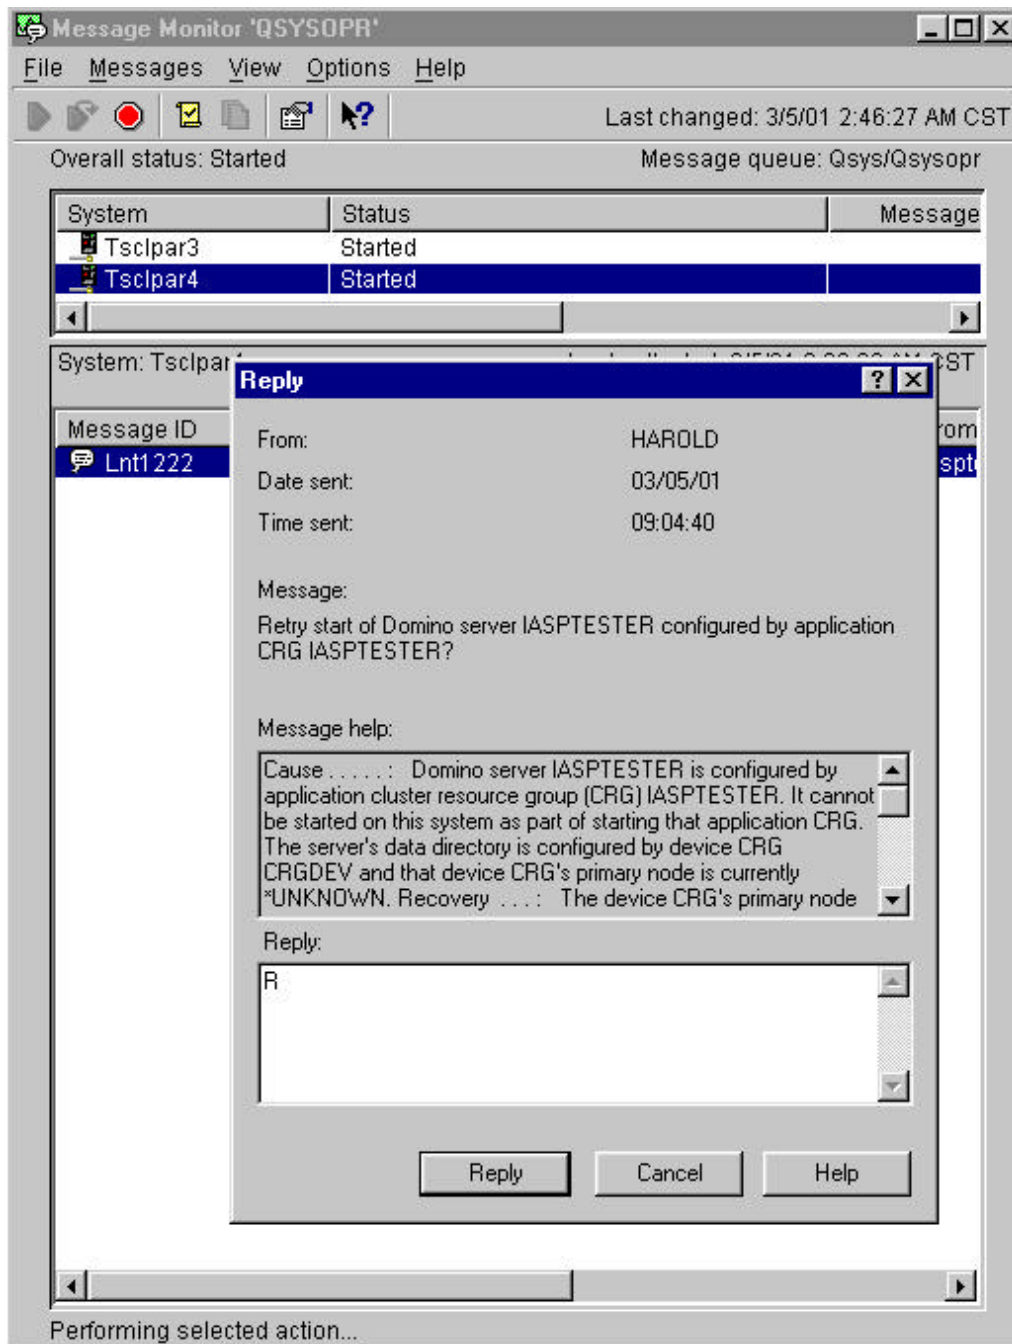 Message Monitor 'QSYSOPR'
File Messages View Options Help
Last changed: 3/5/01 2:46:27 AM CST
Overall status: Started Message queue: Qsys/Qsysopr
System Status Message
Tsclpar3 Started
Tsclpar4 Started
System: Tsclpar CST
Reply
Message ID
From: HAROLD
Lnt1222
Date sent: 03/05/01
Time sent: 09:04:40
Message:
Retry start of Domino server IASPTESTER configured by application
CRG IASPTESTER?
Message help:
Cause . . . . . : Domino server IASPTESTER is configured by
application cluster resource group (CRG) IASPTESTER. It cannot
be started on this system as part of starting that application CRG.
The server's data directory is configured by device CRG
CRGDEV and that device CRG's primary node is currently
*UNKNOWN. Recovery . . . : The device CRG's primary node
Reply:
R
Reply Cancel Help
Performing selected action...